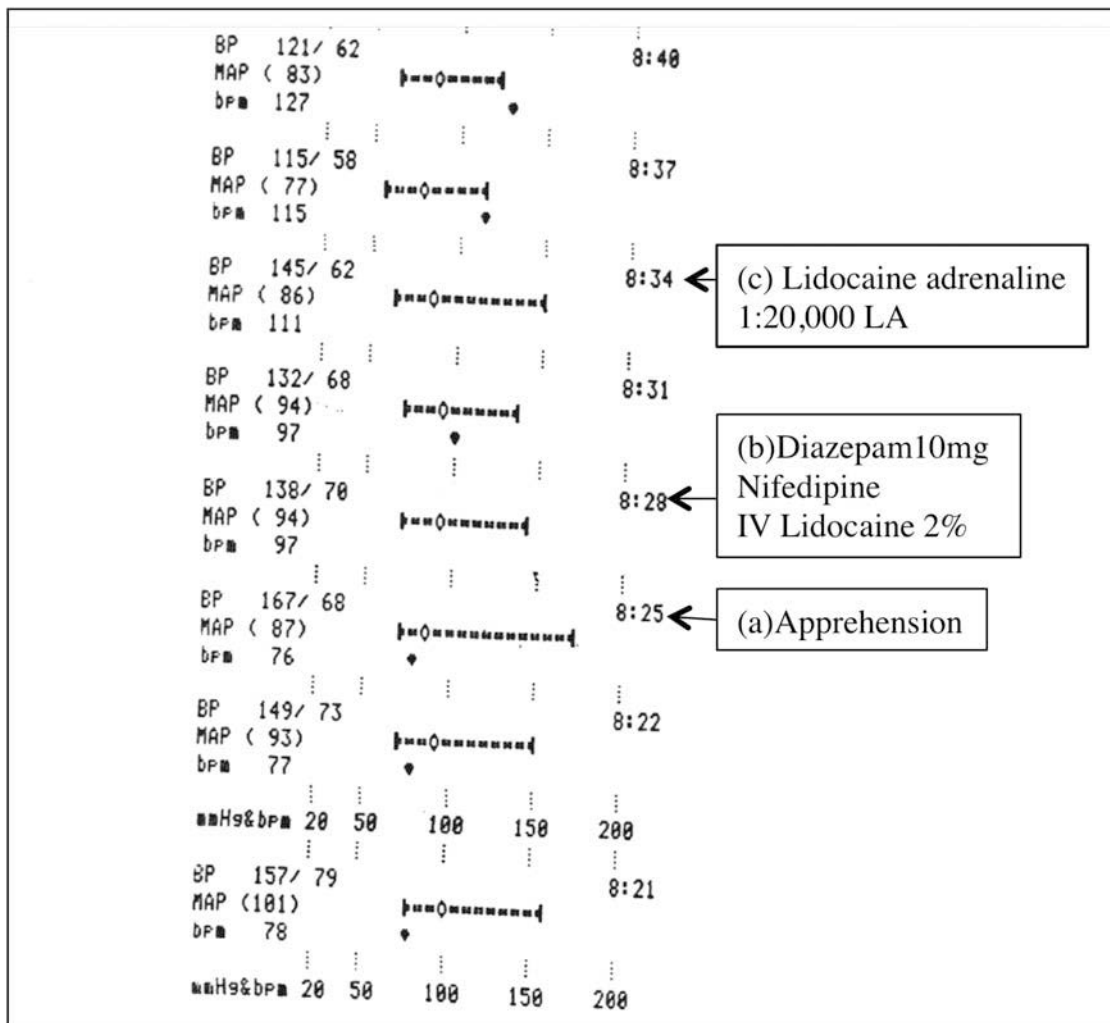 BP 121/ 62
8:40
MAP ( 83)
bpm 127
BP 115/ 58
8:37
MAP ( 77)
bpm 115
BP 145/ 62
8:34
MAP ( 86)
bpm 111
(c) Lidocaine adrenaline
1:20,000 LA
BP 132/ 68
8:31
MAP ( 94)
bpm 97
BP 138/ 70
8:28
MAP ( 94)
bpm 97
(b)Diazepam10mg
Nifedipine
IV Lidocaine 2%
BP 167/ 68
8:25
MAP ( 87)
bpm 76
(a)Apprehension
BP 149/ 73
8:22
MAP ( 93)
bpm 77
mmHg&bpm 20 50 100 150 200
BP 157/ 79
8:21
MAP (101)
bpm 78
mmHg&bpm 20 50 100 150 200